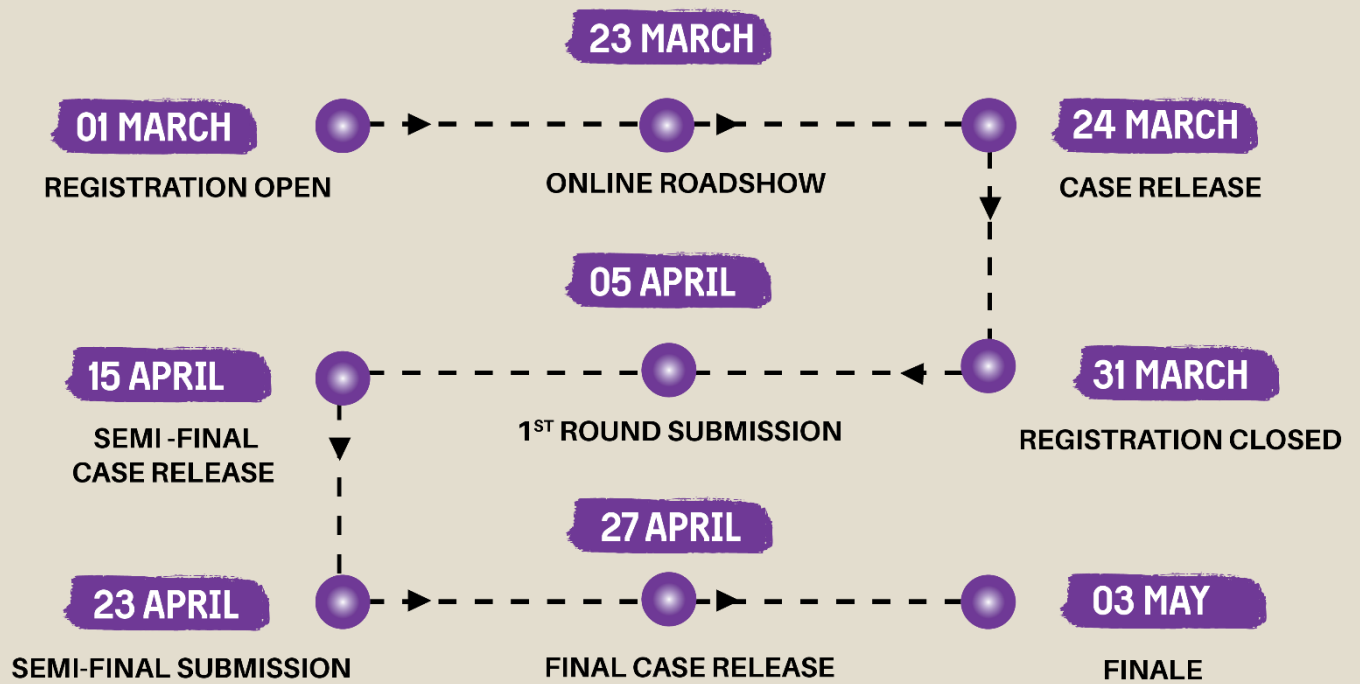 23 MARCH
01 MARCH
24 MARCH
REGISTRATION OPEN
ONLINE ROADSHOW
CASE RELEASE
05 APRIL
15 APRIL
31 MARCH
SEMI -FINAL
CASE RELEASE
1ST ROUND SUBMISSION
REGISTRATION CLOSED
27 APRIL
23 APRIL
03 MAY
SEMI-FINAL SUBMISSION
FINAL CASE RELEASE
FINALE